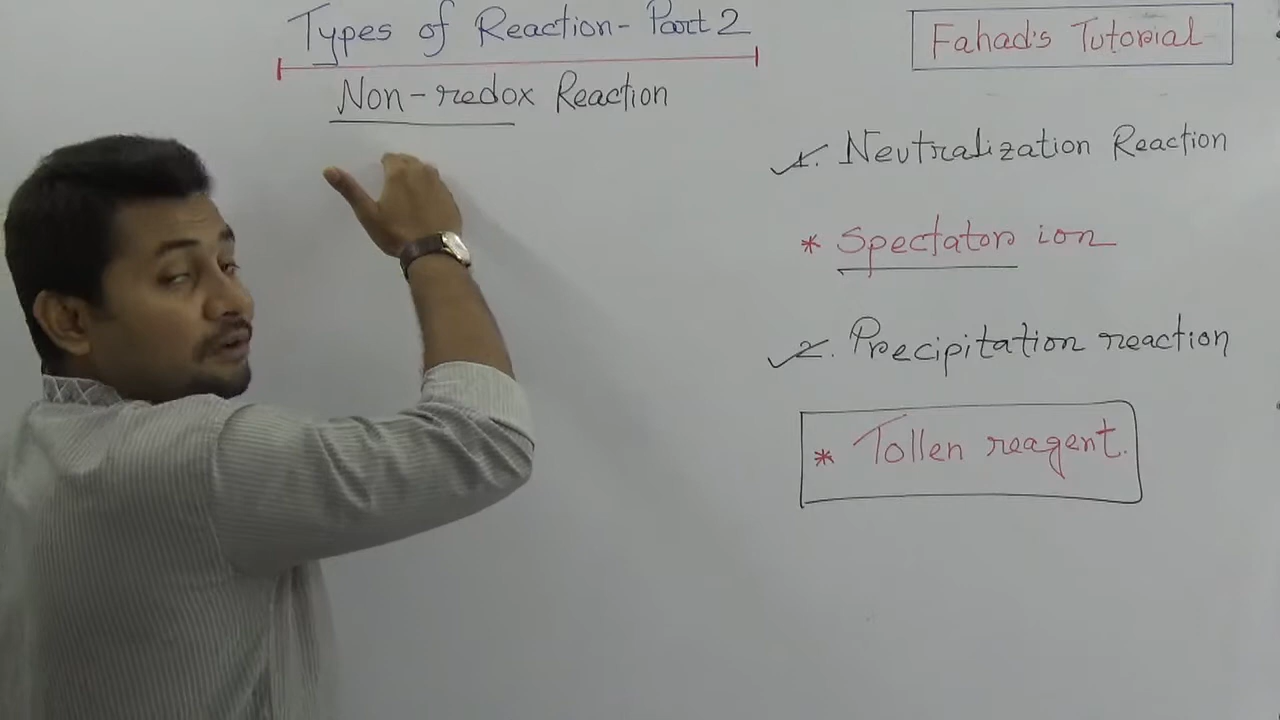 Types of Reaction- Part 2
Non-redox Reaction
Fahad's Tutorial
1. Neutralization Reaction
* Spectator ion
2. Precipitation reaction
* Tollen reagent.